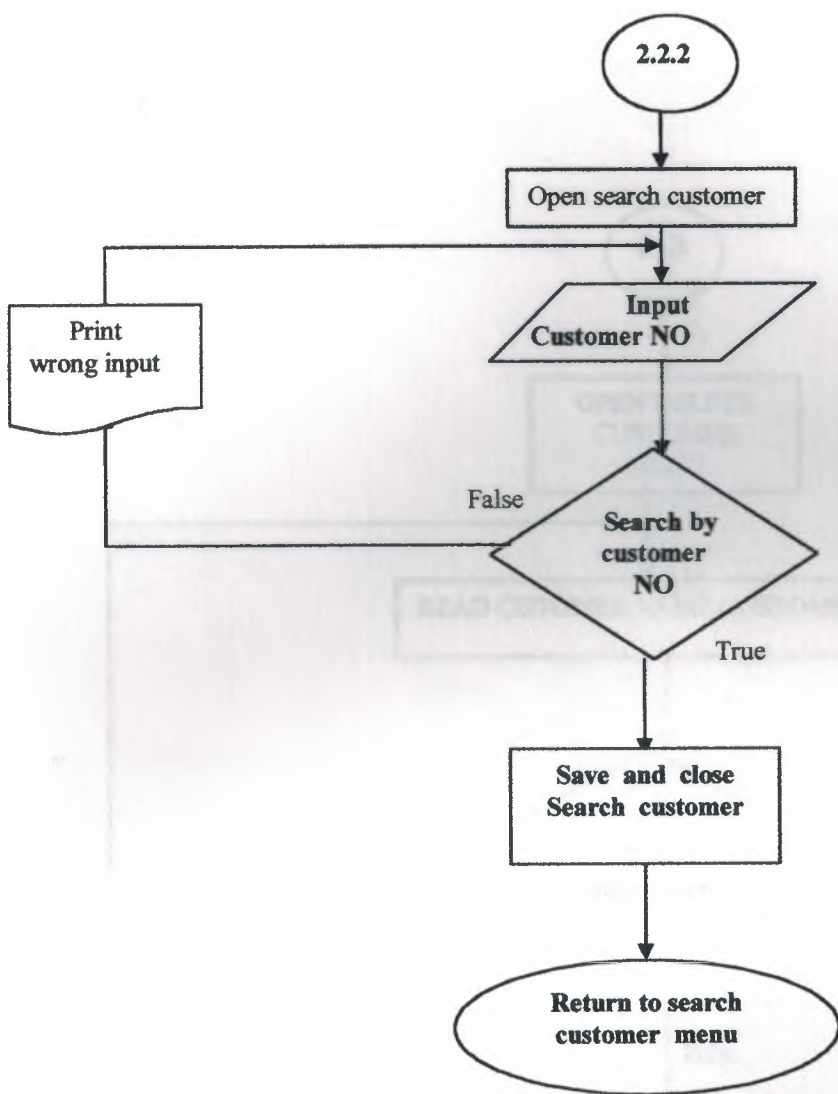 2.2.2
Open search customer
Input
Customer NO
Print
wrong input
False
Search by
customer
NO
True
Save and close
Search customer
Return to search
customer menu